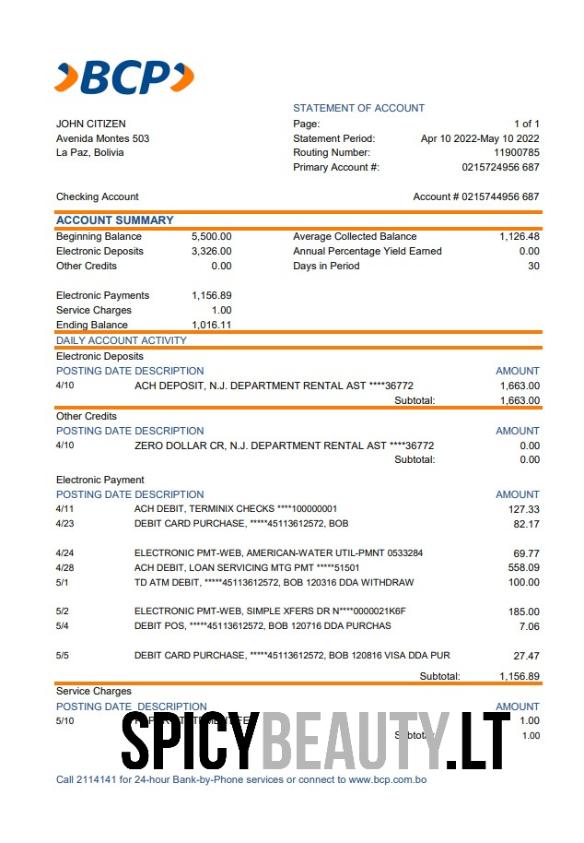 BCP
STATEMENT OF ACCOUNT
JOHN CITIZEN Page: 1 of 1
Avenida Montes 503 Statement Period: Apr 10 2022-May 10 2022
La Paz, Bolivia Routing Number: 11900785
Primary Account #: 0215724956 687
Checking Account Account # 0215744956 687
ACCOUNT SUMMARY
Beginning Balance 5,500.00 Average Collected Balance 1,126.48
Electronic Deposits 3,326.00 Annual Percentage Yield Earned 0.00
Other Credits 0.00 Days in Period 30
Electronic Payments 1,156.89
Service Charges 1.00
Ending Balance 1,016.11
DAILY ACCOUNT ACTIVITY
Electronic Deposits
POSTING DATE DESCRIPTION AMOUNT
4/10 ACH DEPOSIT, N.J. DEPARTMENT RENTAL AST ****36772 1,663.00
Subtotal: 1,663.00
Other Credits
POSTING DATE DESCRIPTION AMOUNT
4/10 ZERO DOLLAR CR, N.J. DEPARTMENT RENTAL AST ****36772 0.00
Subtotal: 0.00
Electronic Payment
POSTING DATE DESCRIPTION AMOUNT
4/11 ACH DEBIT, TERMINIX CHECKS ****100000001 127.33
4/23 DEBIT CARD PURCHASE, *****45113612572, BOB 82.17
4/24 ELECTRONIC PMT-WEB, AMERICAN-WATER UTIL-PMNT 0533284 69.77
4/28 ACH DEBIT, LOAN SERVICING MTG PMT *****51501 558.09
5/1 TD ATM DEBIT, *****45113612572, BOB 120316 DDA WITHDRAW 100.00
5/2 ELECTRONIC PMT-WEB, SIMPLE XFERS DR N****0000021K6F 185.00
5/4 DEBIT POS, *****45113612572, BOB 120716 DDA PURCHAS 7.06
5/5 DEBIT CARD PURCHASE, *****45113612572, BOB 120816 VISA DDA PUR 27.47
Subtotal: 1,156.89
Service Charges
POSTING DATE DESCRIPTION AMOUNT
5/10 1.00
Subtotal: 1.00
SPICYBEAUTY.LT
Call 2114141 for 24-hour Bank-by-Phone services or connect to www.bcp.com.bo